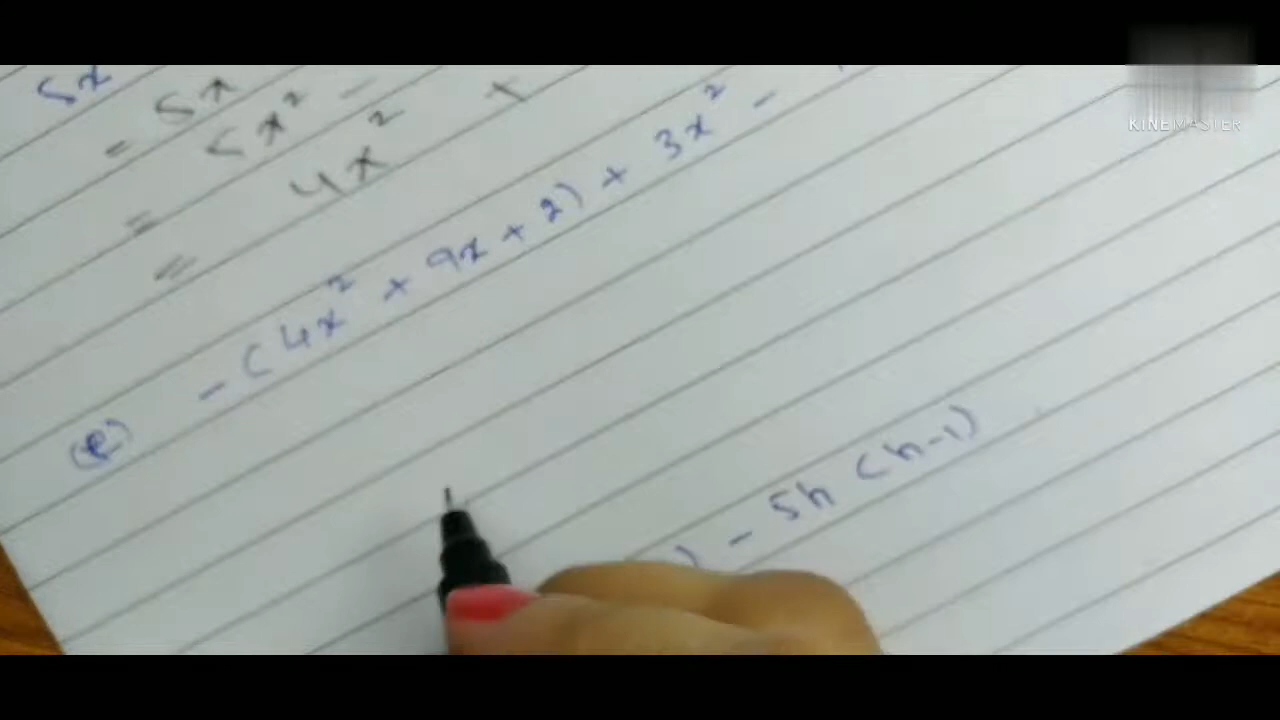 KINEMASTER
5x
= 5x
= 5x² -
= 4x² +
(e) - (4x² + 9x + 2) + 3x² -
) - 5h (h-1)